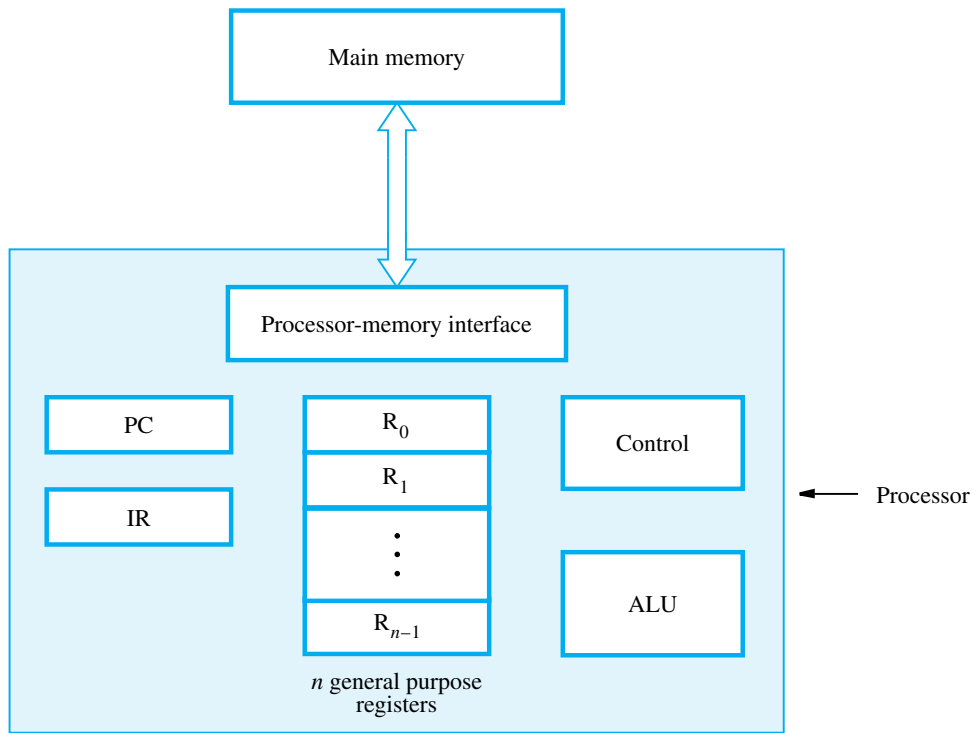 Main memory
Processor-memory interface
PC
R0
Control
R1
Processor
IR
ALU
Rn−1
n general purpose
registers